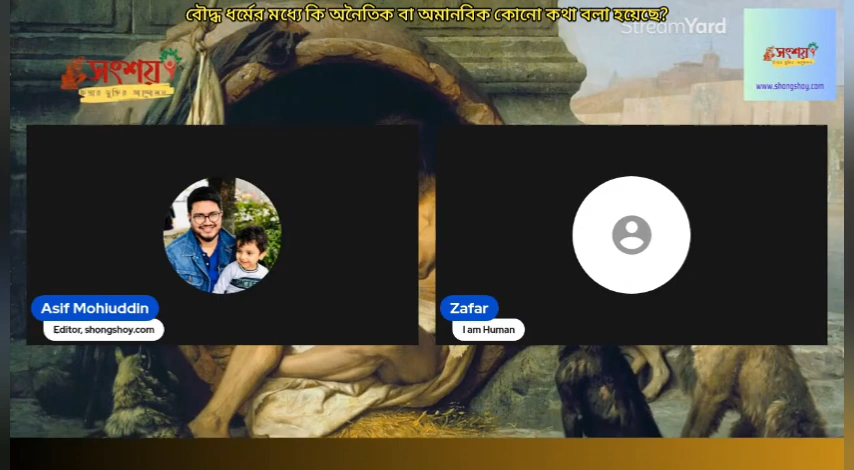 বৌদ্ধ ধর্মের মধ্যে কি অনৈতিক বা অমানবিক কোনো কথা বলা হয়েছে?
StreamYard
সংশয়
সংশয়
www.shongshoy.com
Asif Mohiuddin
Editor, shongshoy.com
Zafar
I am Human